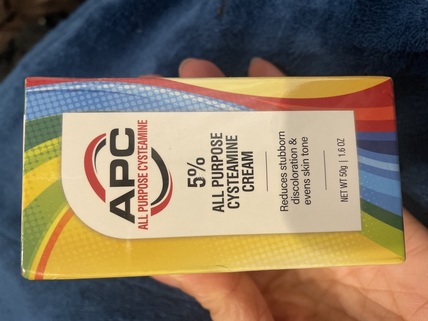 APC
ALL PURPOSE CYSTEAMINE
5%
ALL PURPOSE
CYSTEAMINE
CREAM
Reduces stubborn
discoloration &
evens skin tone
NET WT 50g | 1.6 OZ